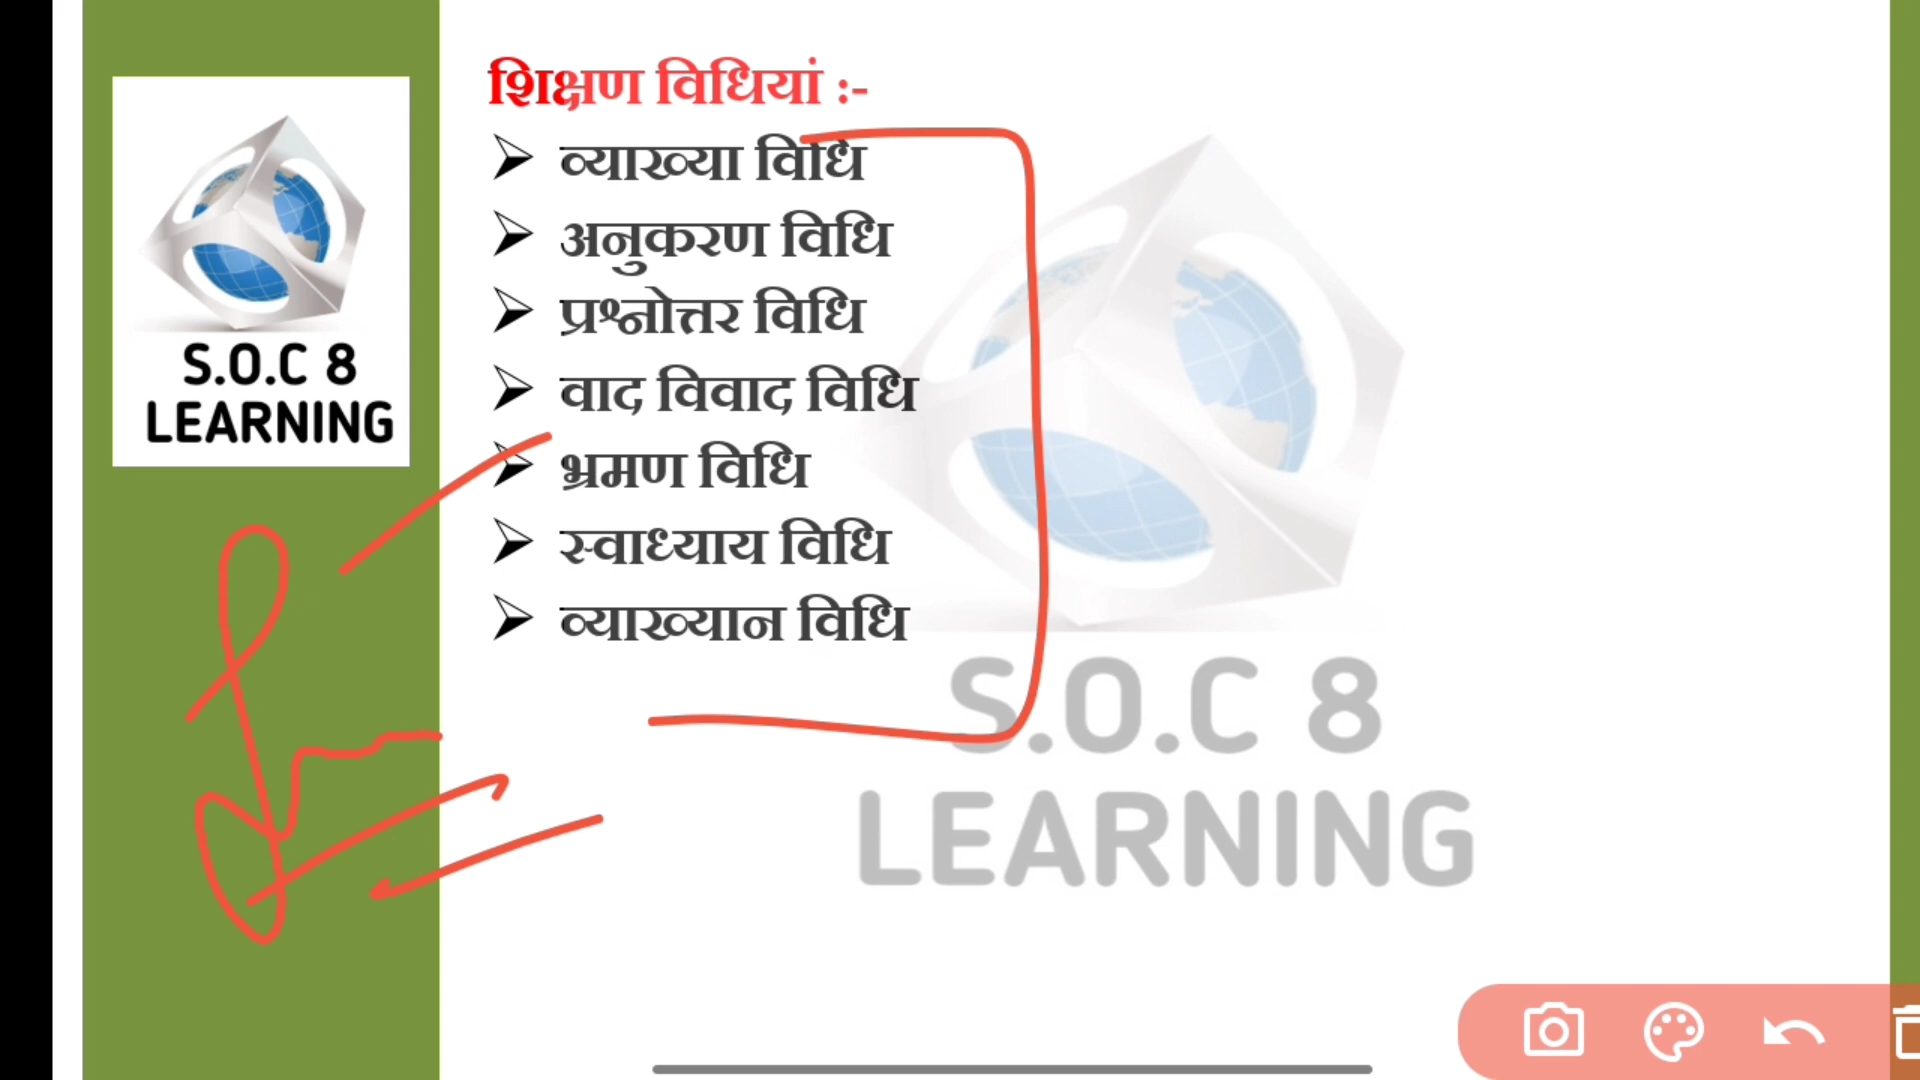 शिक्षण विधियां :-
व्याख्या विधि
अनुकरण विधि
प्रश्नोत्तर विधि
वाद विवाद विधि
भ्रमण विधि
स्वाध्याय विधि
व्याख्यान विधि
S.O.C 8
LEARNING
S.O.C 8
LEARNING